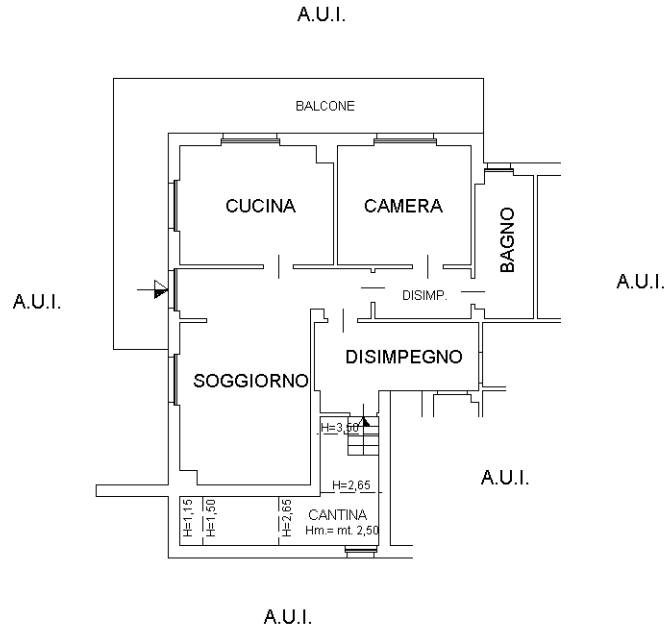 A.U.I.
BALCONE
CUCINA
CAMERA
BAGNO
A.U.I.
A.U.I.
DISIMP.
DISIMPEGNO
SOGGIORNO
H=3,50
A.U.I.
H=2,65
H=1,15
H=1,50
H=2,65
CANTINA
Hm.= mt. 2,50
A.U.I.